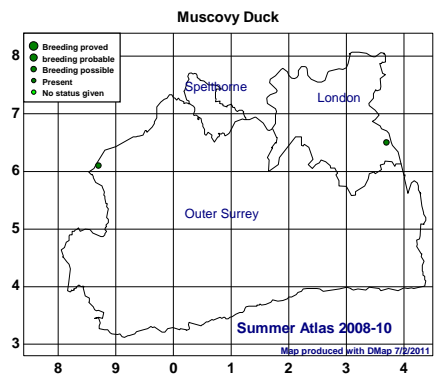 Muscovy Duck
Breeding proved
breeding probable
Breeding possible
Present
No status given
8
7
6
5
4
3
Spelthorne
London
Outer Surrey
Summer Atlas 2008-10
Map produced with DMap 7/2/2011
8 9 0 1 2 3 4